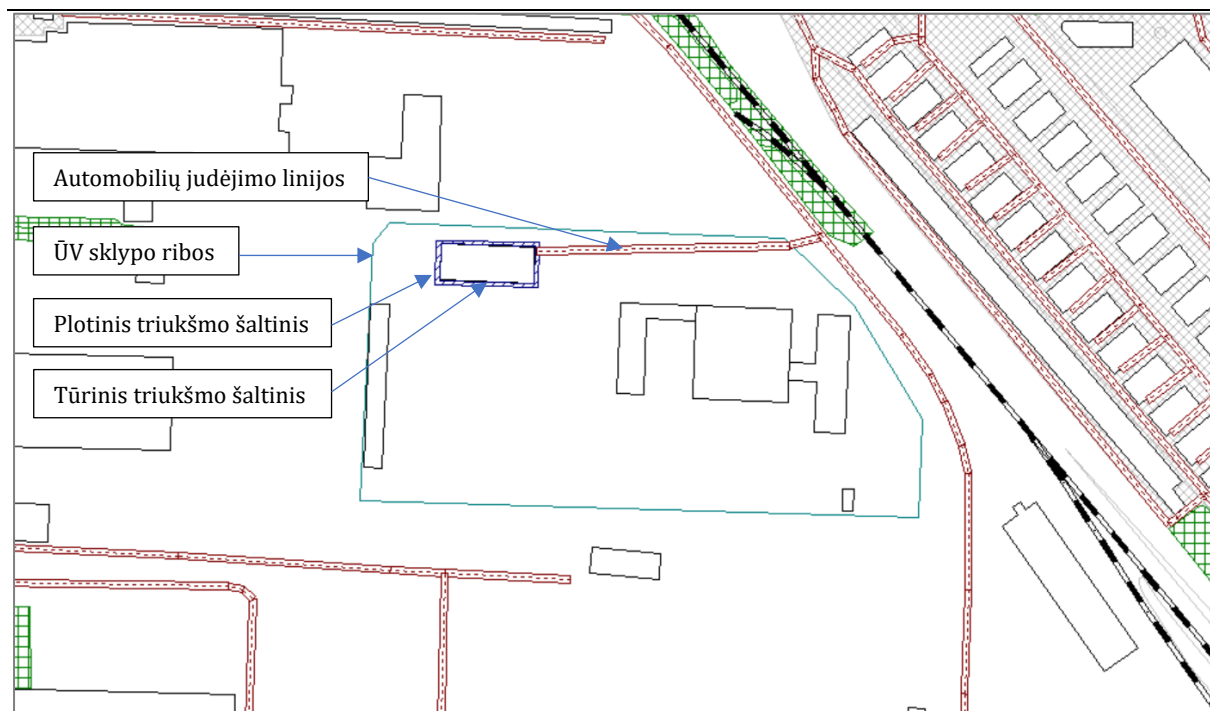 Automobilių judėjimo linijos
ŪV sklypo ribos
Plotinis triukšmo šaltinis
Tūrinis triukšmo šaltinis